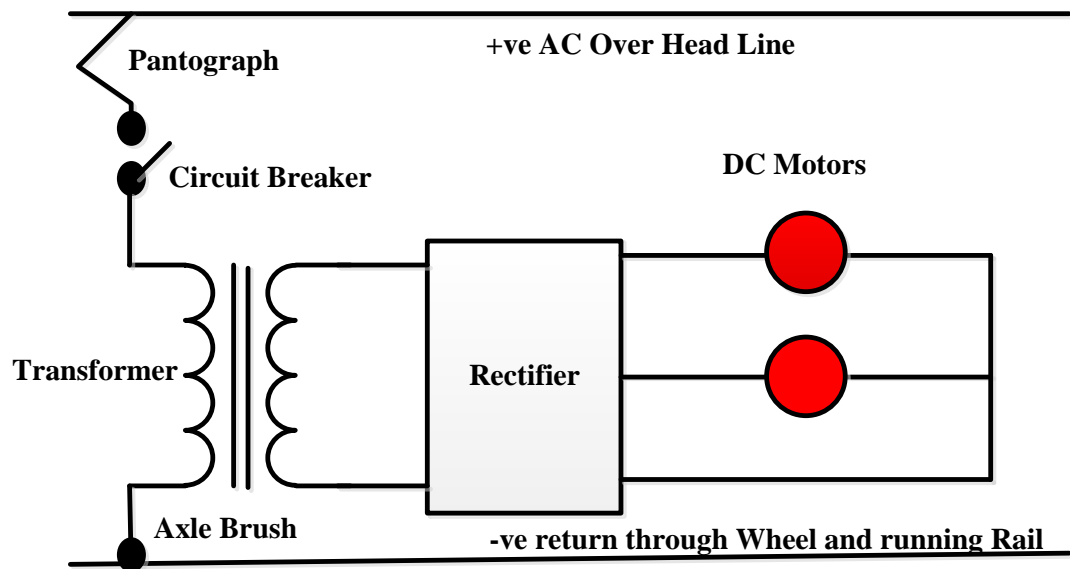 +ve AC Over Head Line
Pantograph
DC Motors
Circuit Breaker
Transformer
Rectifier
Axle Brush
-ve return through Wheel and running Rail